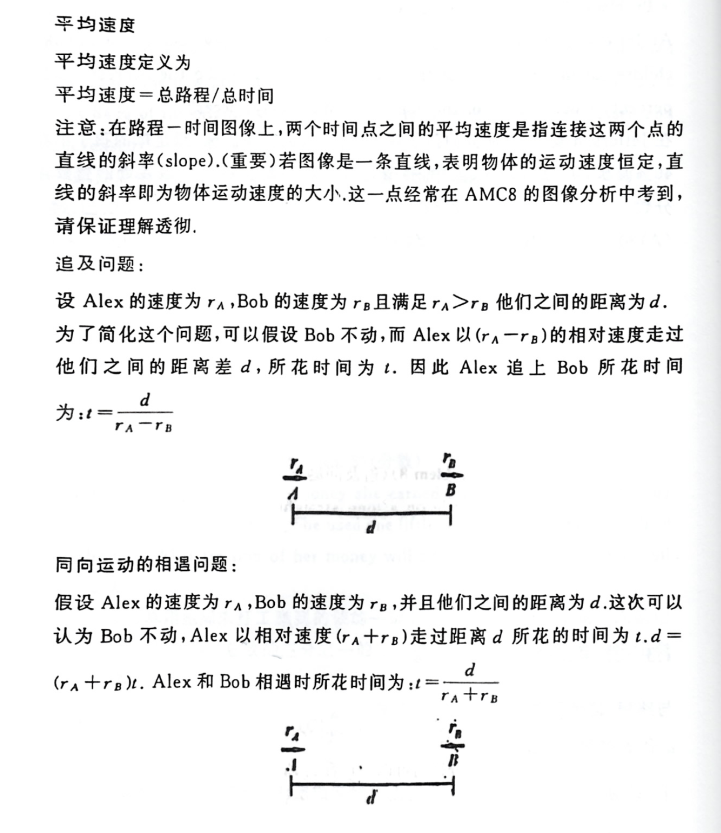 平均速度
平均速度定义为
平均速度=总路程/总时间
注意:在路程一时间图像上,两个时间点之间的平均速度是指连接这两个点的
直线的斜率(slope).(重要)若图像是一条直线,表明物体的运动速度恒定,直
线的斜率即为物体运动速度的大小.这一点经常在 AMC8 的图像分析中考到,
请保证理解透彻.
追及问题:
设 Alex 的速度为 r_A,Bob 的速度为 r_B且满足 r_A>r_B 他们之间的距离为 d.
为了简化这个问题,可以假设 Bob 不动,而 Alex 以(r_A-r_B)的相对速度走过
他们之间的距离差 d,所花时间为 t. 因此 Alex 追上 Bob 所花时间
为:t=d/(r_A-r_B)
r_A r_B
A B
d
同向运动的相遇问题:
假设 Alex 的速度为 r_A,Bob 的速度为 r_B,并且他们之间的距离为 d.这次可以
认为 Bob 不动,Alex 以相对速度(r_A+r_B)走过距离 d 所花的时间为 t.d=
(r_A+r_B)t. Alex 和 Bob 相遇时所花时间为:t=d/(r_A+r_B)
r_A r_B
B
d